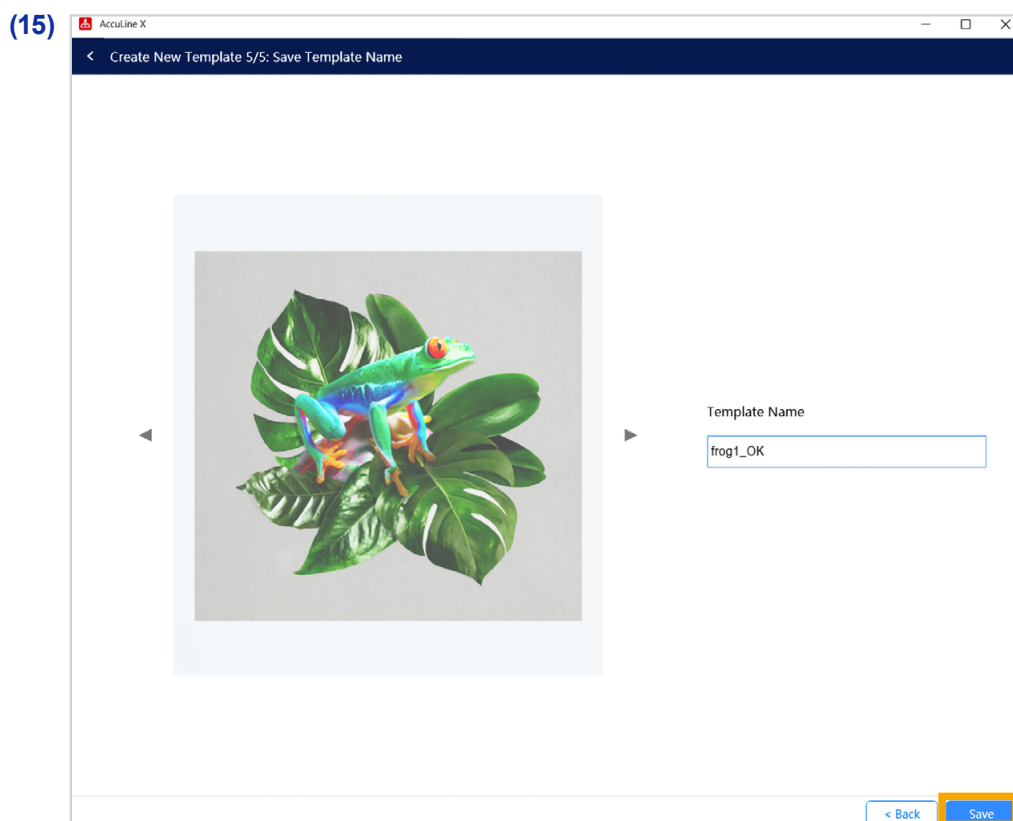 (15)
AccuLine X
< Create New Template 5/5: Save Template Name
Template Name
frog1_OK
< Back Save